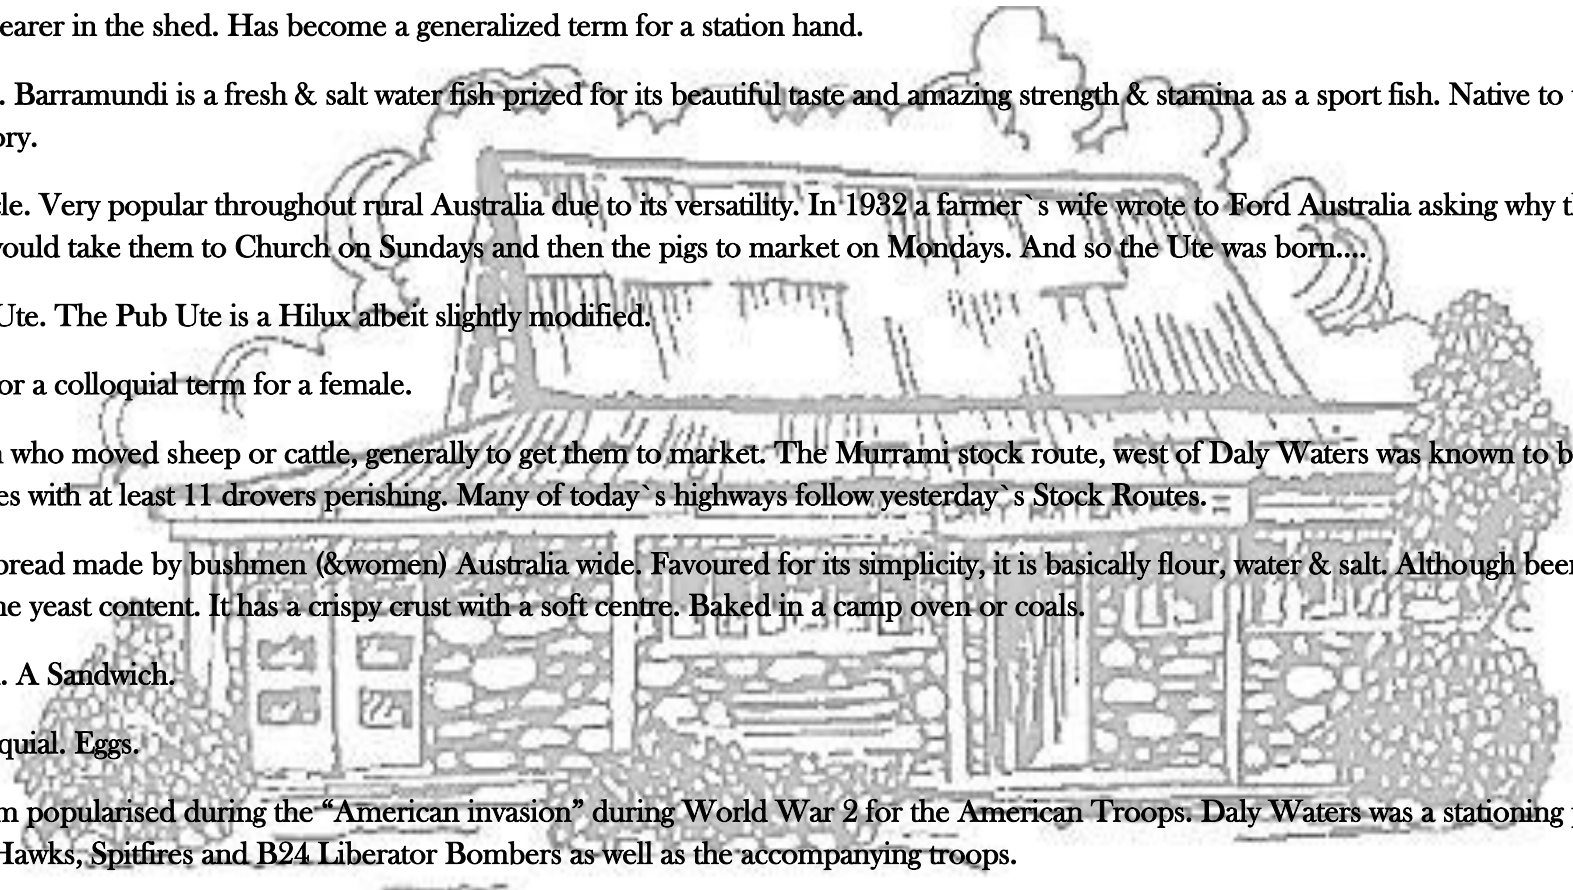 earer in the shed. Has become a generalized term for a station hand.
. Barramundi is a fresh & salt water fish prized for its beautiful taste and amazing strength & stamina as a sport fish. Native to
ory.
cle. Very popular throughout rural Australia due to its versatility. In 1932 a farmer`s wife wrote to Ford Australia asking why th
would take them to Church on Sundays and then the pigs to market on Mondays. And so the Ute was born....
Ute. The Pub Ute is a Hilux albeit slightly modified.
or a colloquial term for a female.
who moved sheep or cattle, generally to get them to market. The Murrami stock route, west of Daly Waters was known to b
es with at least 11 drovers perishing. Many of today`s highways follow yesterday`s Stock Routes.
bread made by bushmen (&women) Australia wide. Favoured for its simplicity, it is basically flour, water & salt. Although beer
he yeast content. It has a crispy crust with a soft centre. Baked in a camp oven or coals.
. A Sandwich.
quial. Eggs.
m popularised during the “American invasion” during World War 2 for the American Troops. Daly Waters was a stationing
Hawks, Spitfires and B24 Liberator Bombers as well as the accompanying troops.